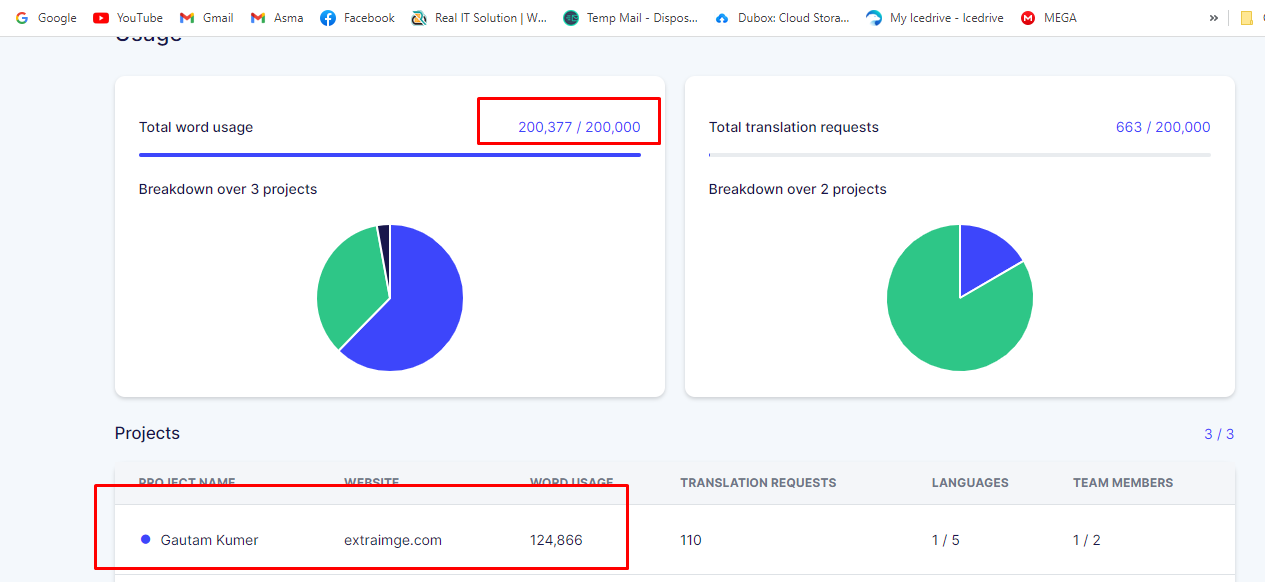 Google YouTube Gmail Asma Facebook Real IT Solution | W... Temp Mail - Dispos... Dubox: Cloud Stora... My Icedrive - Icedrive MEGA »
Usage
Total word usage 200,377 / 200,000
Total translation requests 663 / 200,000
Breakdown over 3 projects
Breakdown over 2 projects
Projects 3 / 3
PROJECT NAME WEBSITE WORD USAGE TRANSLATION REQUESTS LANGUAGES TEAM MEMBERS
Gautam Kumer extraimge.com 124,866 110 1 / 5 1 / 2